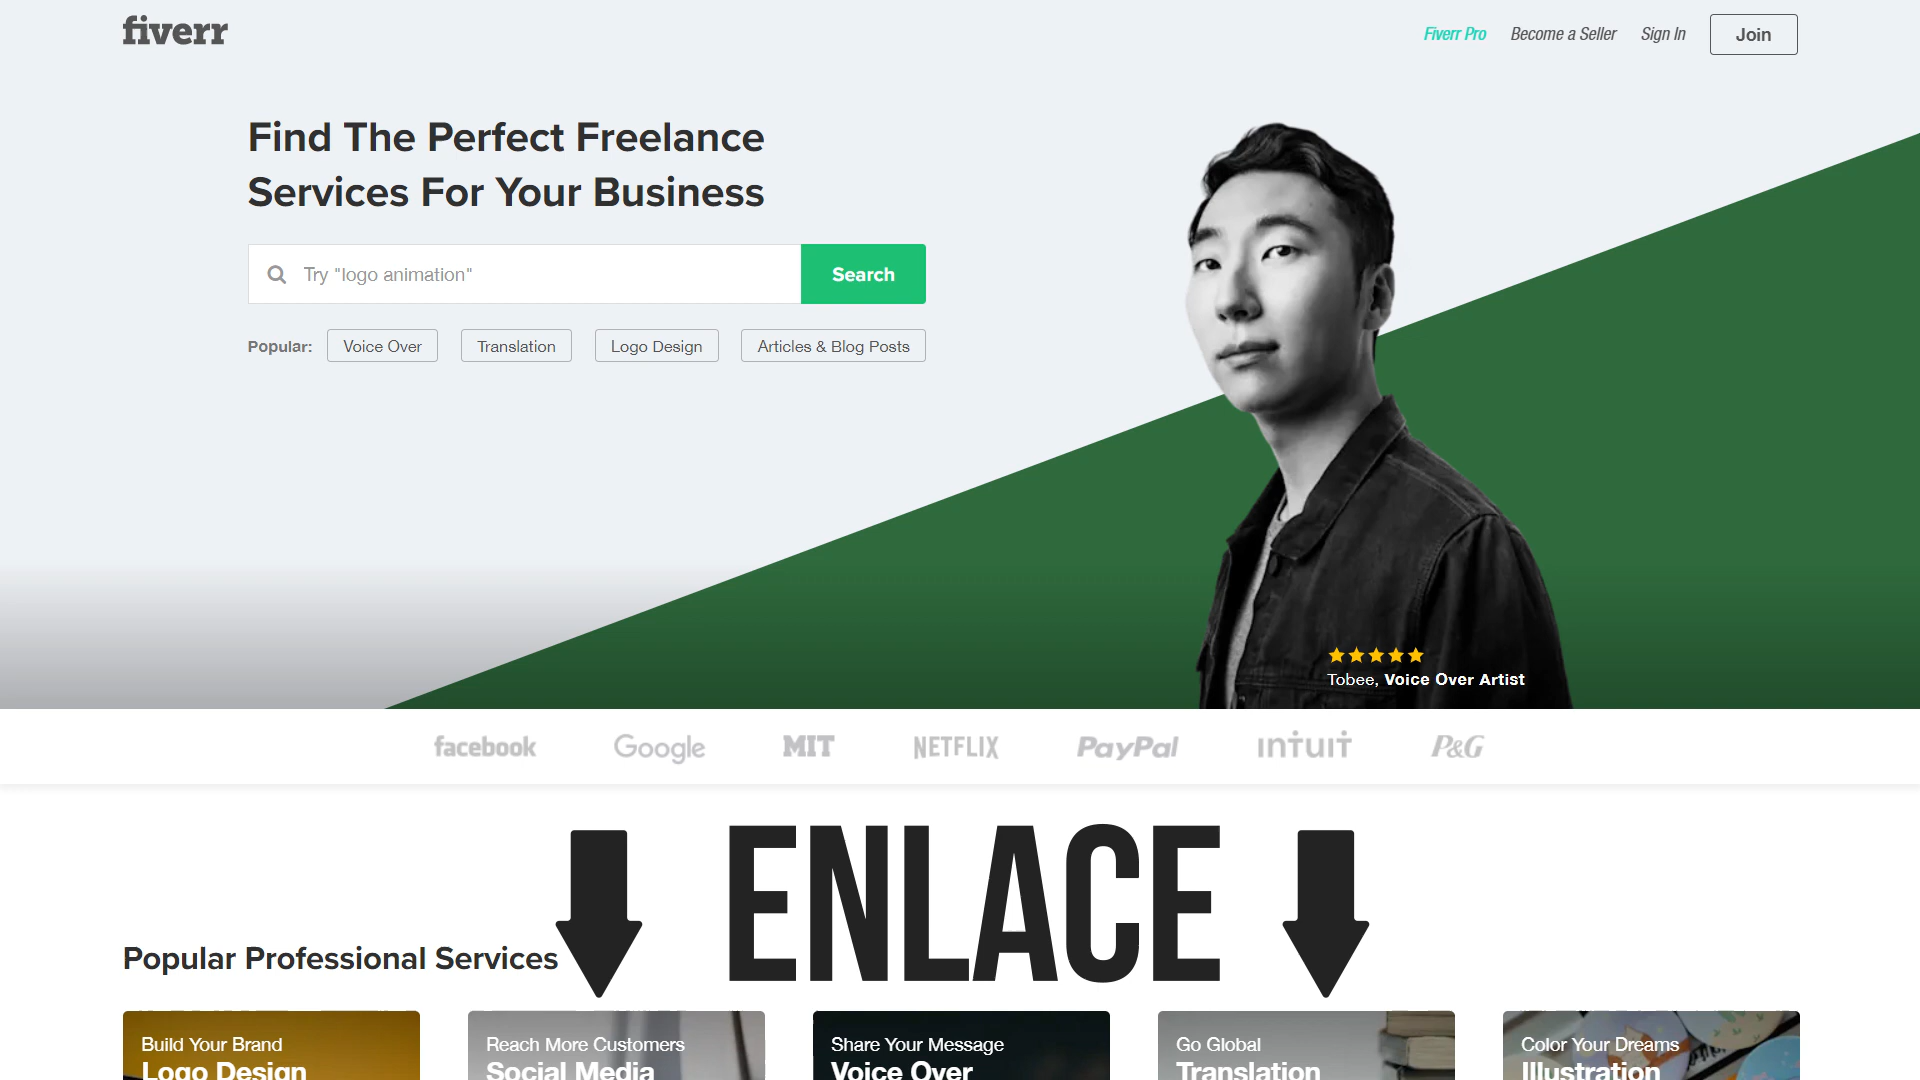 fiverr
Fiverr Pro
Become a Seller
Sign In
Join
Find The Perfect Freelance
Services For Your Business
Try "logo animation"
Search
Popular:
Voice Over
Translation
Logo Design
Articles & Blog Posts
Tobee, Voice Over Artist
facebook
Google
MIT
NETFLIX
PayPal
intuit
P&G
ENLACE
Popular Professional Services
Build Your Brand
Logo Design
Reach More Customers
Social Media
Share Your Message
Voice Over
Go Global
Translation
Color Your Dreams
Illustration